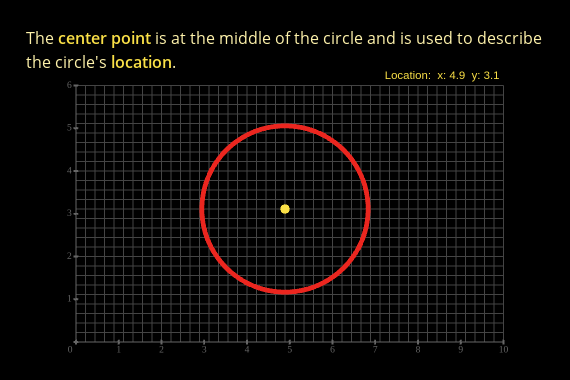 The center point is at the middle of the circle and is used to describe
the circle's location.
Location: x: 4.9 y: 3.1
6
5
4
3
2
1
0 1 2 3 4 5 6 7 8 9 10